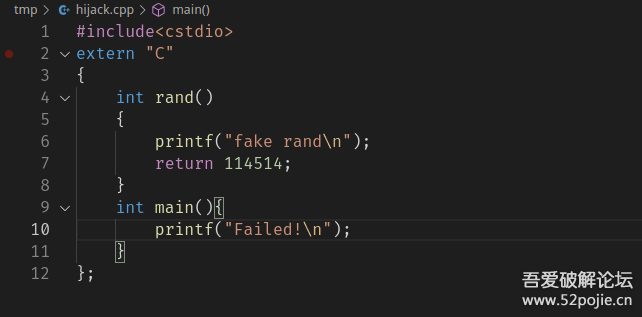 tmp > hijack.cpp > main()
1 #include<cstdio>
2 extern "C"
3 {
4     int rand()
5     {
6         printf("fake rand\n");
7         return 114514;
8     }
9     int main(){
10         printf("Failed!\n");
11     }
12 };
吾爱破解论坛
www.52pojie.cn